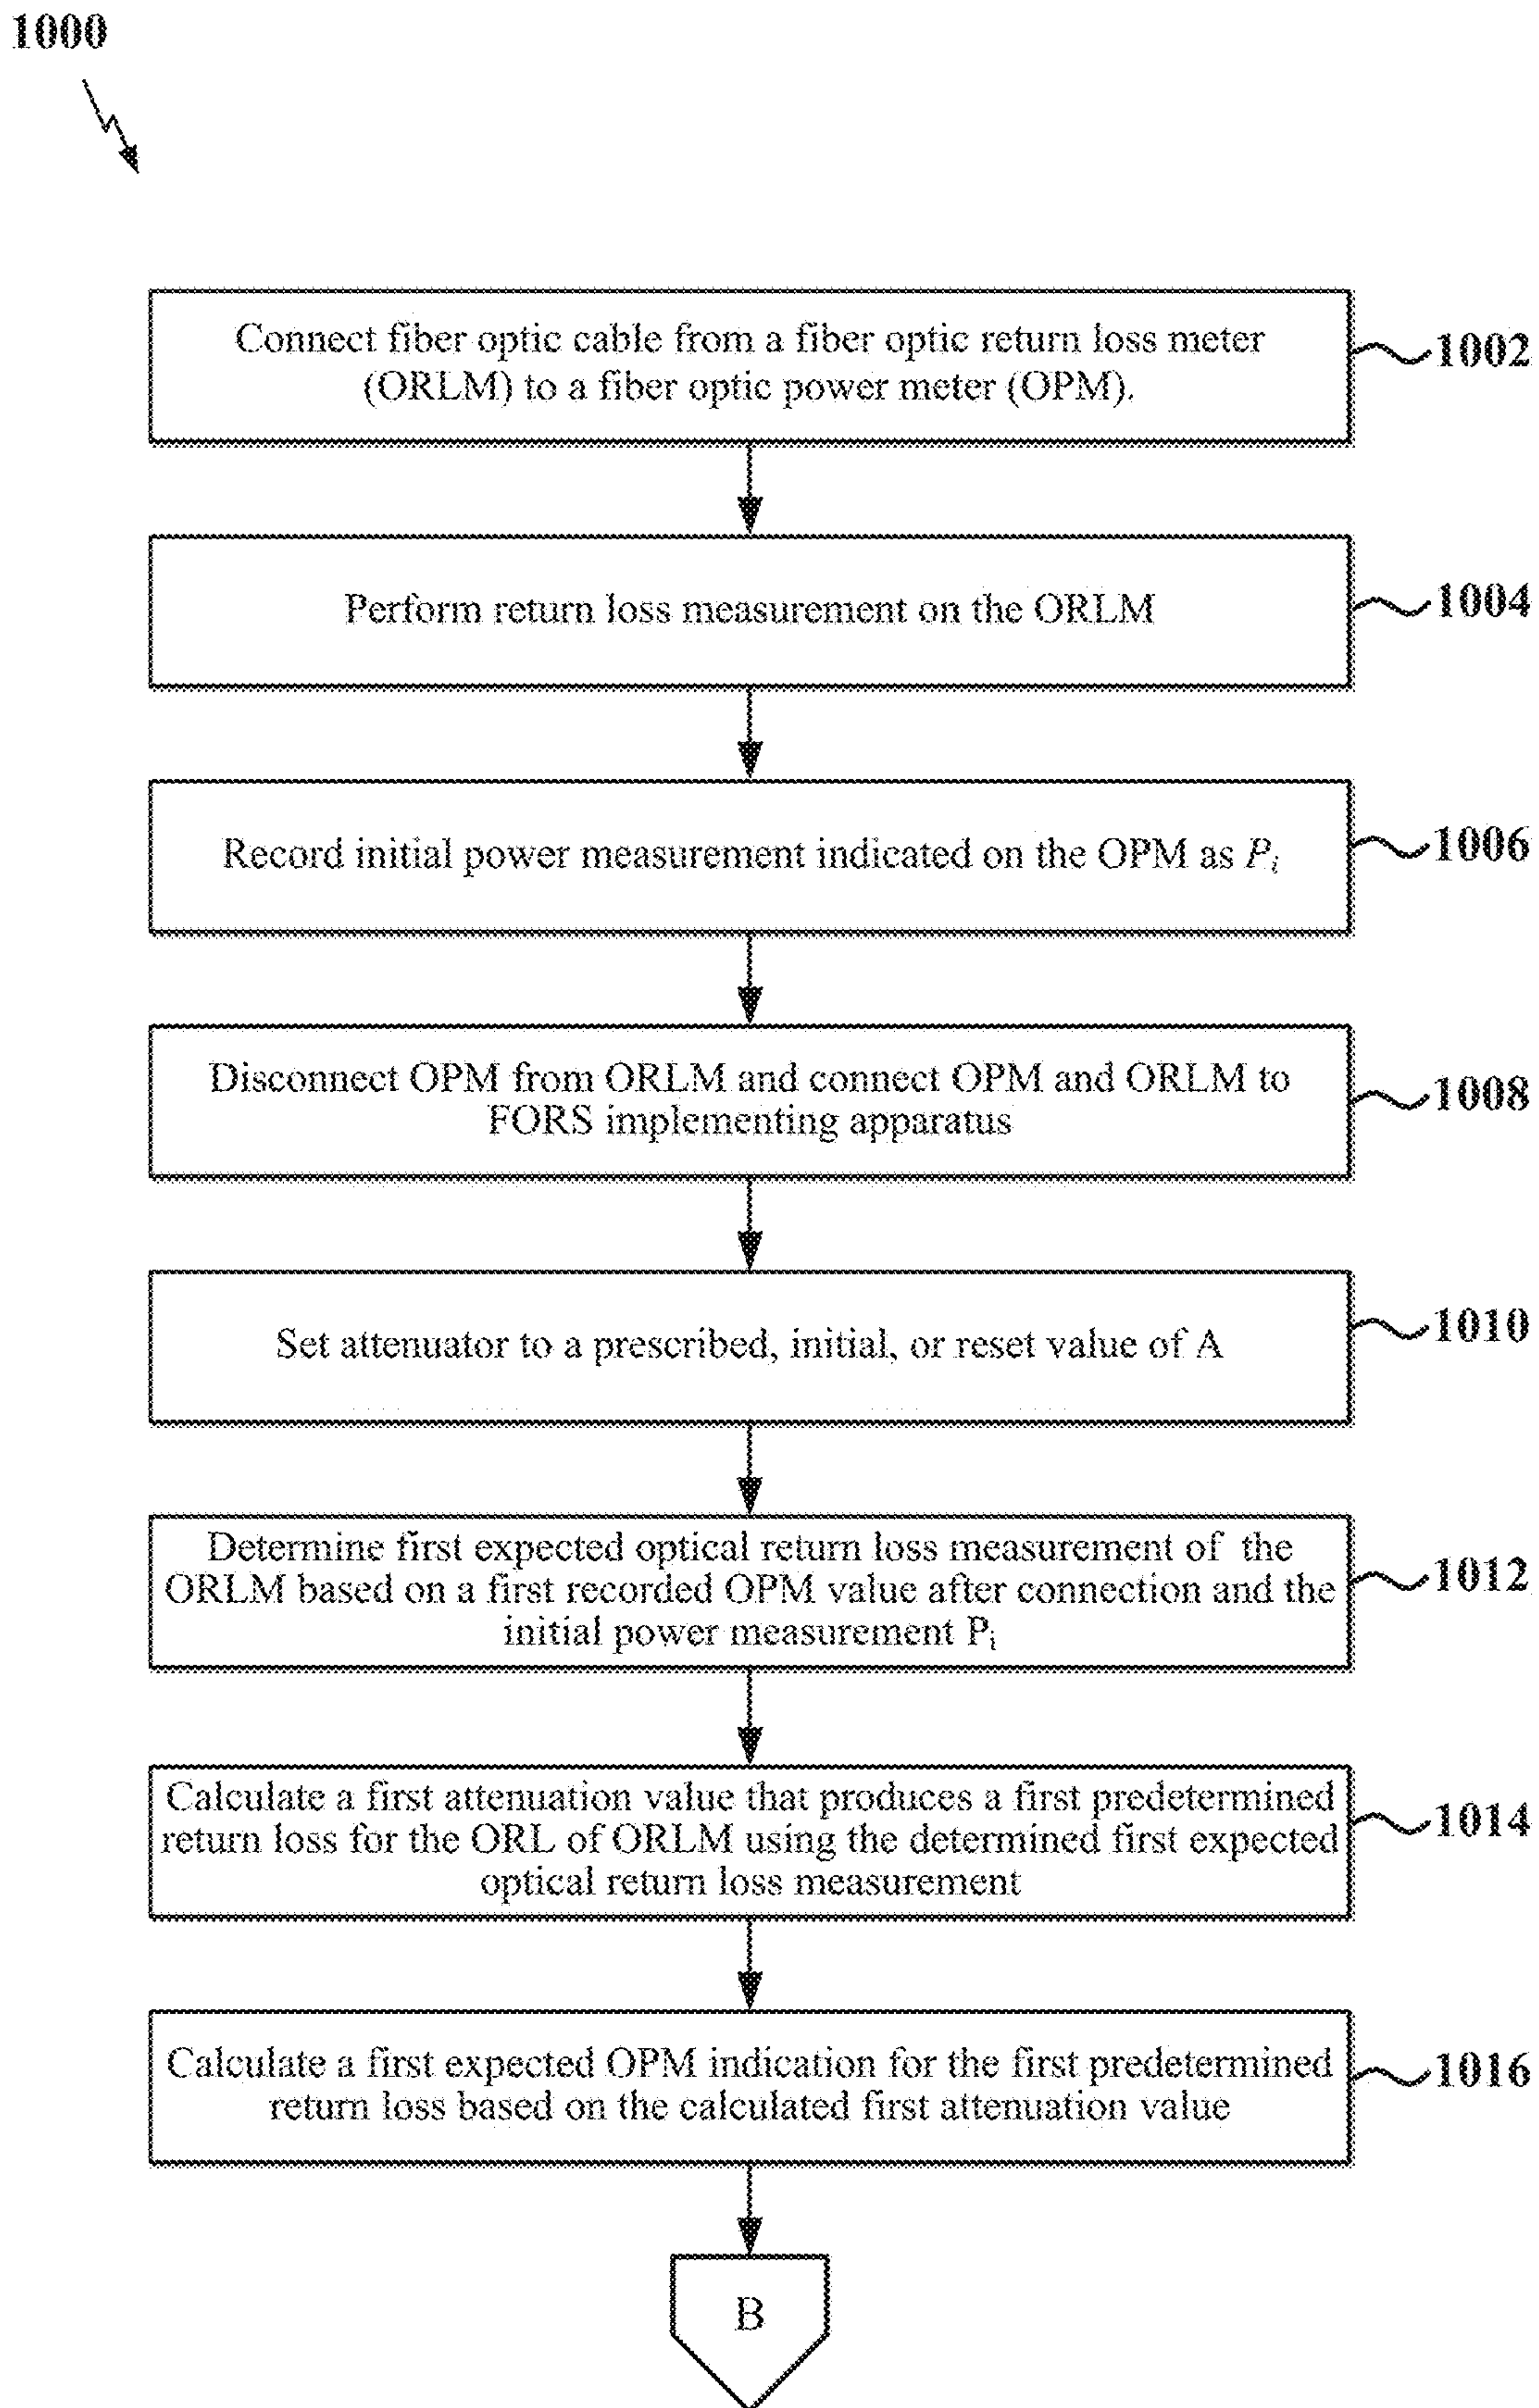 1000
Connect fiber optic cable from a fiber optic return loss meter
(ORLM) to a fiber optic power meter (OPM).
1002
Perform return loss measurement on the ORLM
1004
Record initial power measurement indicated on the OPM as Pi
1006
Disconnect OPM from ORLM and connect OPM and ORLM to
FORS implementing apparatus
1008
Set attenuator to a prescribed, initial, or reset value of A
1010
Determine first expected optical return loss measurement of the
ORLM based on a first recorded OPM value after connection and the
initial power measurement Pi
1012
Calculate a first attenuation value that produces a first predetermined
return loss for the ORL of ORLM using the determined first expected
optical return loss measurement
1014
Calculate a first expected OPM indication for the first predetermined
return loss based on the calculated first attenuation value
1016
B